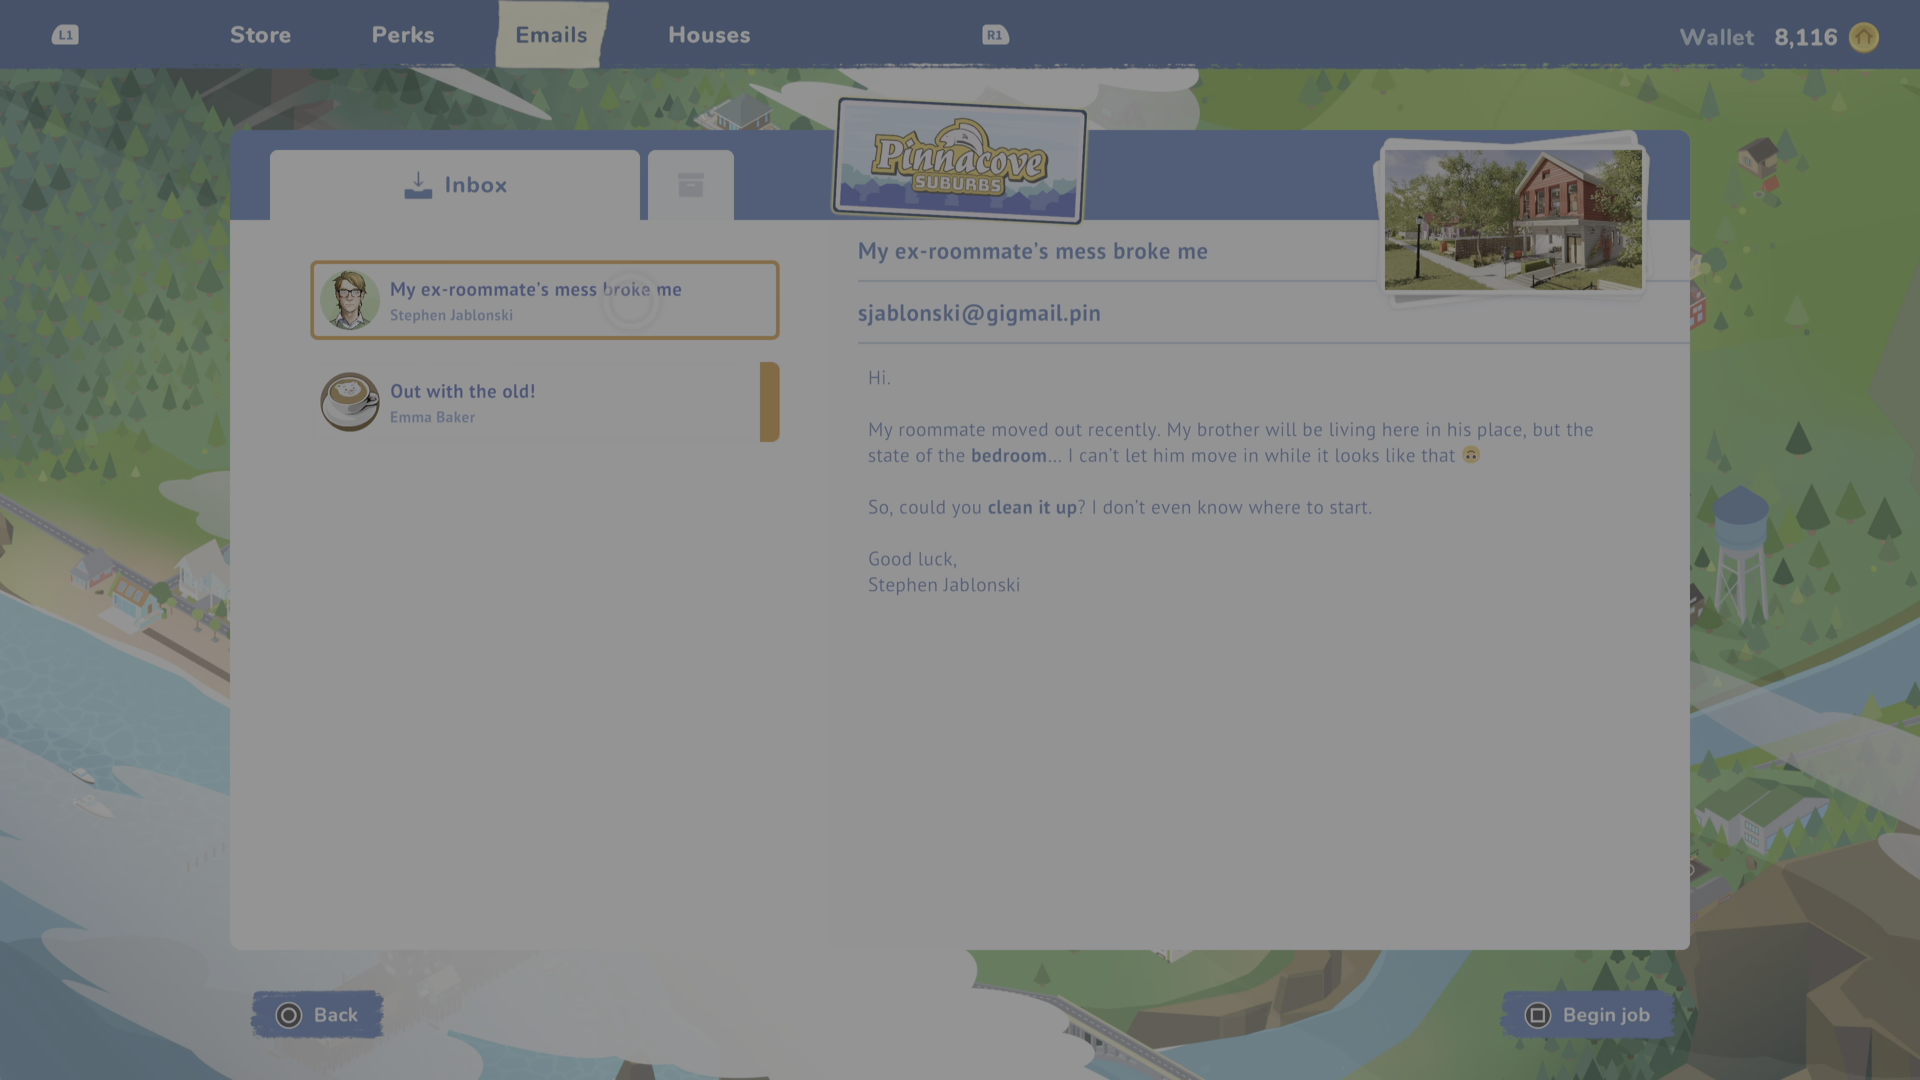 L1
Store
Perks
Emails
Houses
R1
Wallet 8,116
Inbox
Pinnacove
SUBURBS
My ex-roommate's mess broke me
Stephen Jablonski
Out with the old!
Emma Baker
My ex-roommate's mess broke me
sjablonski@gigmail.pin
Hi.
My roommate moved out recently. My brother will be living here in his place, but the
state of the bedroom... I can't let him move in while it looks like that 🙃
So, could you clean it up? I don't even know where to start.
Good luck,
Stephen Jablonski
Back
Begin job